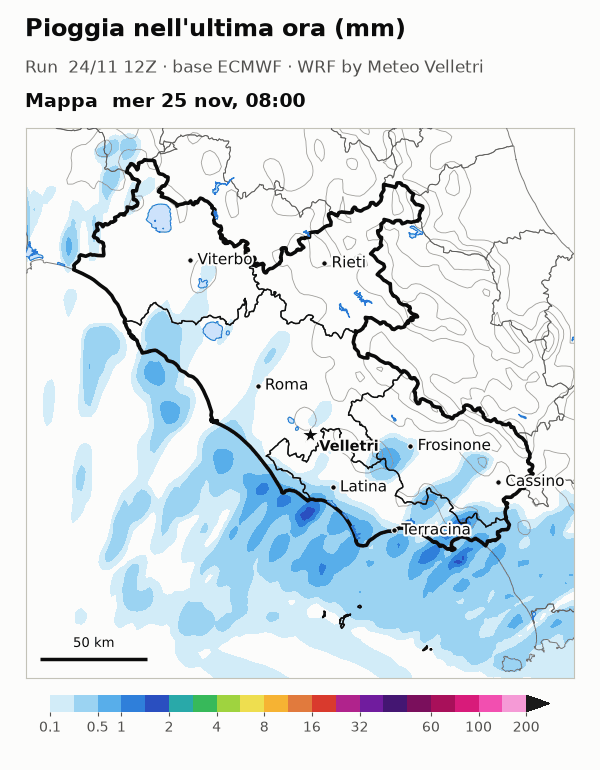 Pioggia nell'ultima ora (mm)
Run 24/11 12Z · base ECMWF · WRF by Meteo Velletri
Mappa mer 25 nov, 08:00
Viterbo
Rieti
Roma
Velletri
Frosinone
Cassino
Latina
Terracina
50 km
0.1 0.5 1 2 4 8 16 32 60 100 200